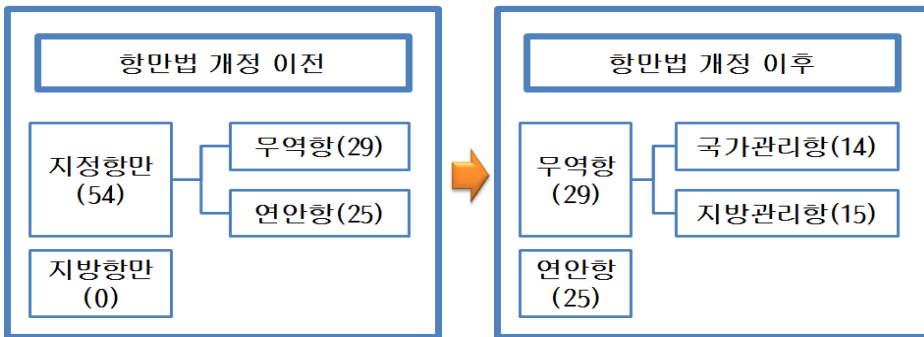 항만법 개정 이전
지정항만
(54)
무역항(29)
연안항(25)
지방항만
(0)
항만법 개정 이후
무역항
(29)
국가관리항(14)
지방관리항(15)
연안항
(25)